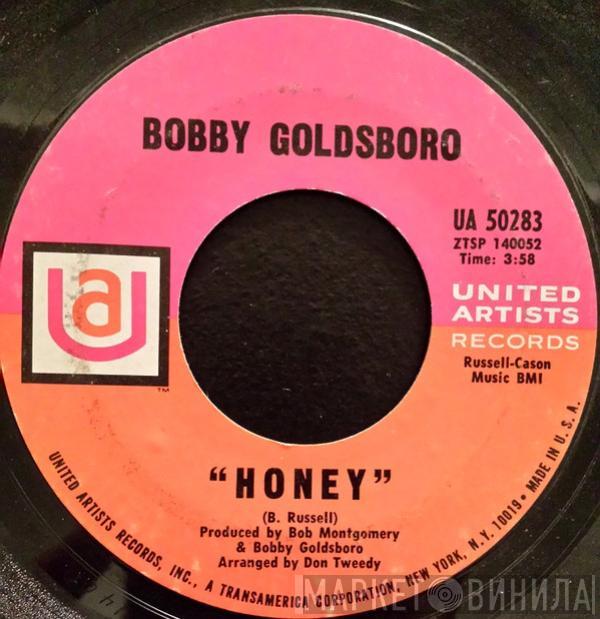 BOBBY GOLDSBORO
UA 50283
ZTSP 140052
Time: 3:58
ua
TM
UNITED
ARTISTS
RECORDS
Russell-Cason
Music BMI
"HONEY"
(B. Russell)
Produced by Bob Montgomery
& Bobby Goldsboro
Arranged by Don Tweedy
UNITED ARTISTS RECORDS, INC., A TRANSAMERICA CORPORATION, NEW YORK, N.Y. 10019 • MADE IN U.S.A.
МАРКЕТ ВИНИЛА